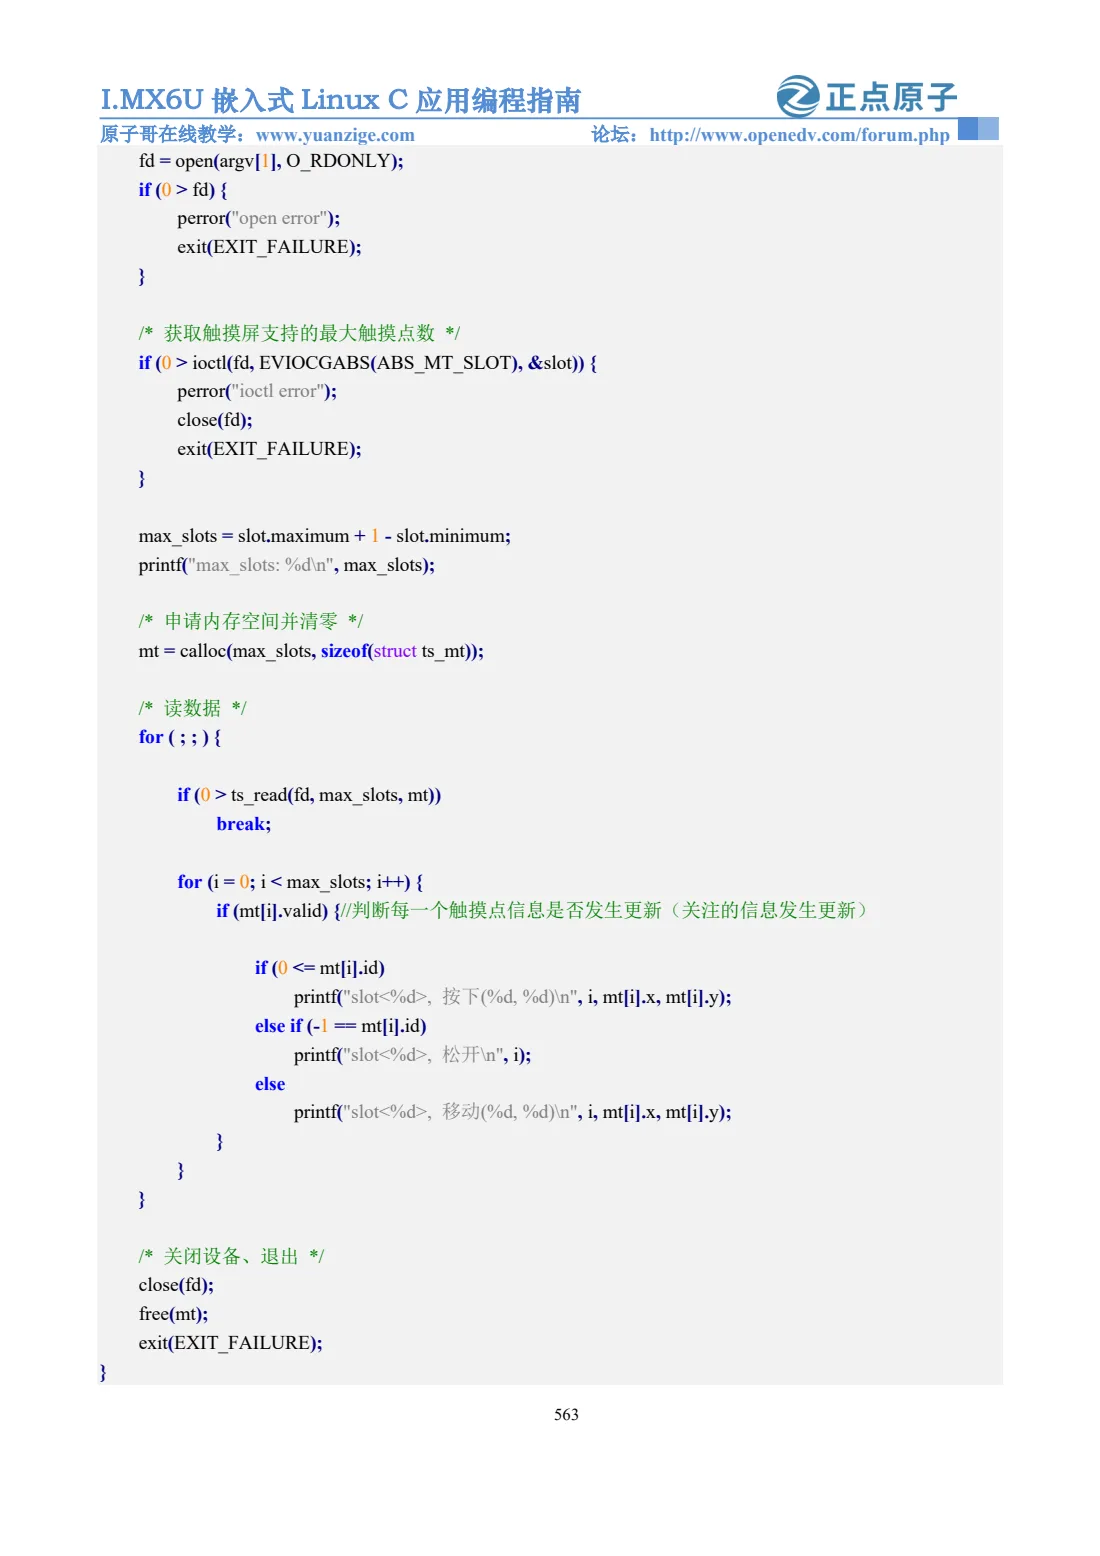 I.MX6U 嵌入式 Linux C 应用编程指南
正点原子
原子哥在线教学：www.yuanzige.com 论坛：http://www.openedv.com/forum.php
fd = open(argv[1], O_RDONLY);
if (0 > fd) {
perror("open error");
exit(EXIT_FAILURE);
}
/* 获取触摸屏支持的最大触摸点数 */
if (0 > ioctl(fd, EVIOCGABS(ABS_MT_SLOT), &slot)) {
perror("ioctl error");
close(fd);
exit(EXIT_FAILURE);
}
max_slots = slot.maximum + 1 - slot.minimum;
printf("max_slots: %d\n", max_slots);
/* 申请内存空间并清零 */
mt = calloc(max_slots, sizeof(struct ts_mt));
/* 读数据 */
for ( ; ; ) {
if (0 > ts_read(fd, max_slots, mt))
break;
for (i = 0; i < max_slots; i++) {
if (mt[i].valid) {//判断每一个触摸点信息是否发生更新（关注的信息发生更新）
if (0 <= mt[i].id)
printf("slot<%d>, 按下(%d, %d)\n", i, mt[i].x, mt[i].y);
else if (-1 == mt[i].id)
printf("slot<%d>, 松开\n", i);
else
printf("slot<%d>, 移动(%d, %d)\n", i, mt[i].x, mt[i].y);
}
}
}
/* 关闭设备、退出 */
close(fd);
free(mt);
exit(EXIT_FAILURE);
}
563